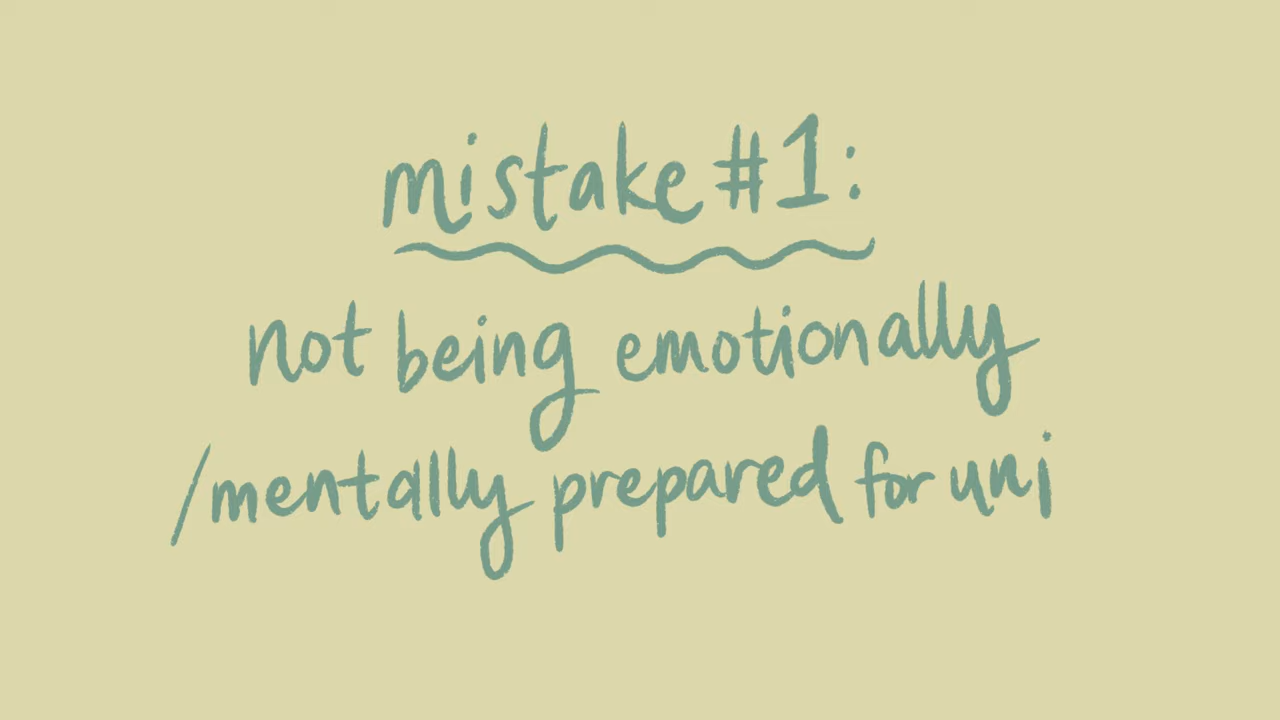 mistake #1:
not being emotionally
/mentally prepared for uni